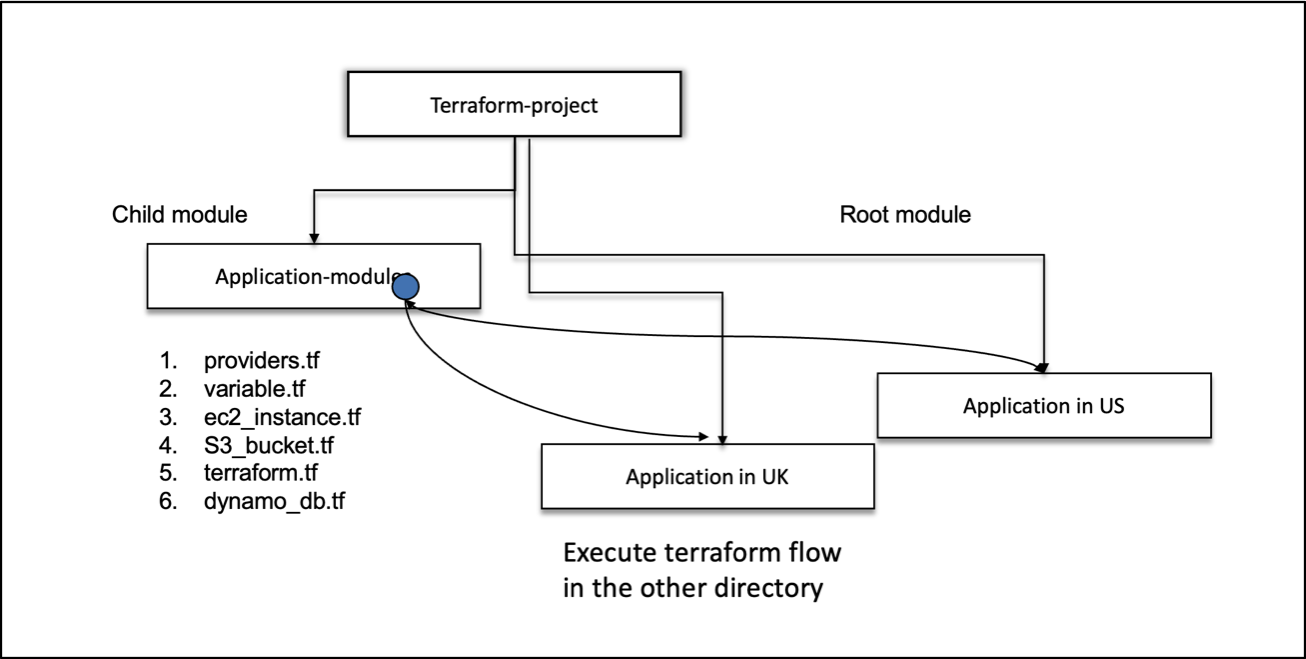 Terraform-project
Child module
Root module
Application-modules
1. providers.tf
2. variable.tf
3. ec2_instance.tf
4. S3_bucket.tf
5. terraform.tf
6. dynamo_db.tf
Application in US
Application in UK
Execute terraform flow
in the other directory